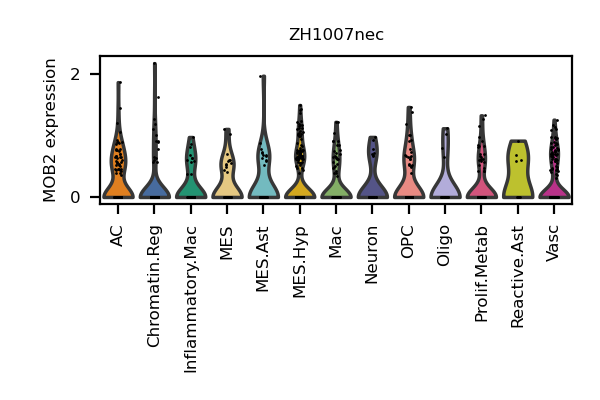 ZH1007nec
MOB2 expression
2
0
AC
Chromatin.Reg
Inflammatory.Mac
MES
MES.Ast
MES.Hyp
Mac
Neuron
OPC
Oligo
Prolif.Metab
Reactive.Ast
Vasc